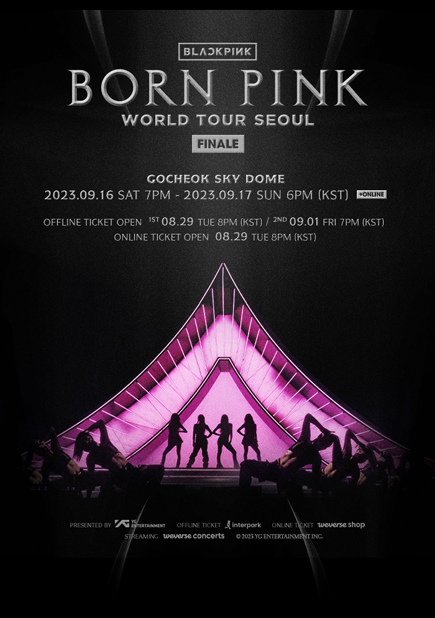 BLACKPINK
BORN PINK
WORLD TOUR SEOUL
FINALE
GOCHEOK SKY DOME
2023.09.16 SAT 7PM - 2023.09.17 SUN 6PM (KST) +ONLINE
OFFLINE TICKET OPEN 1ST 08.29 TUE 8PM (KST) / 2ND 09.01 FRI 7PM (KST)
ONLINE TICKET OPEN 08.29 TUE 8PM (KST)
PRESENTED BY YG ENTERTAINMENT OFFLINE TICKET interpark ONLINE TICKET weverse shop
STREAMING weverse concerts © 2023 YG ENTERTAINMENT INC.